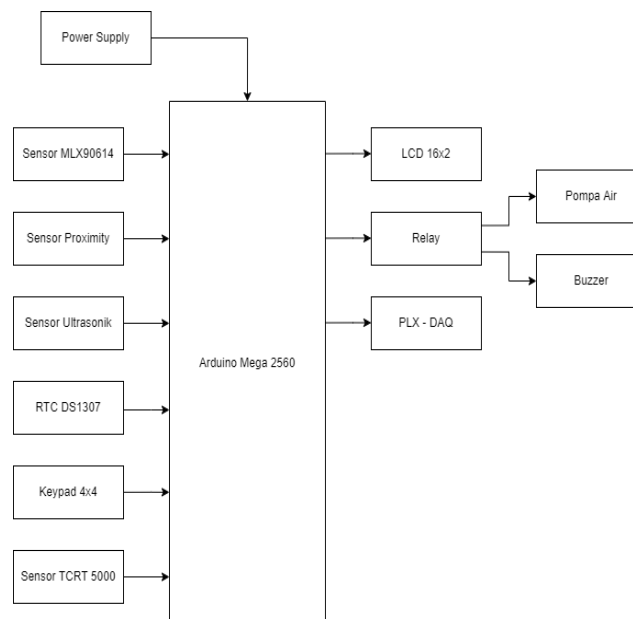 Power Supply
Sensor MLX90614
LCD 16x2
Pompa Air
Sensor Proximity
Relay
Buzzer
Sensor Ultrasonik
PLX - DAQ
Arduino Mega 2560
RTC DS1307
Keypad 4x4
Sensor TCRT 5000